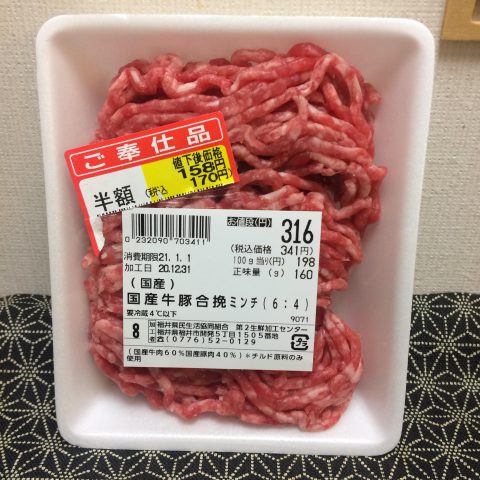 ご奉仕品
値下後価格
半額
158円
(税込
170円
0232090703411
お値段(円) 316
(税込価格 341円)
消費期限21.1.1
100g当り(円) 198
加工日 20.12.31
正味量(g) 160
(国産)
国産牛豚合挽ミンチ(6:4)
要冷蔵4℃以下
9071
8
加工 福井県民生活協同組合 第2生鮮加工センター
福井県福井市開発5丁目1505番地
(0776)52-0129
プラ
(国産牛肉60%国産豚肉40%)*チルド原料のみ
使用